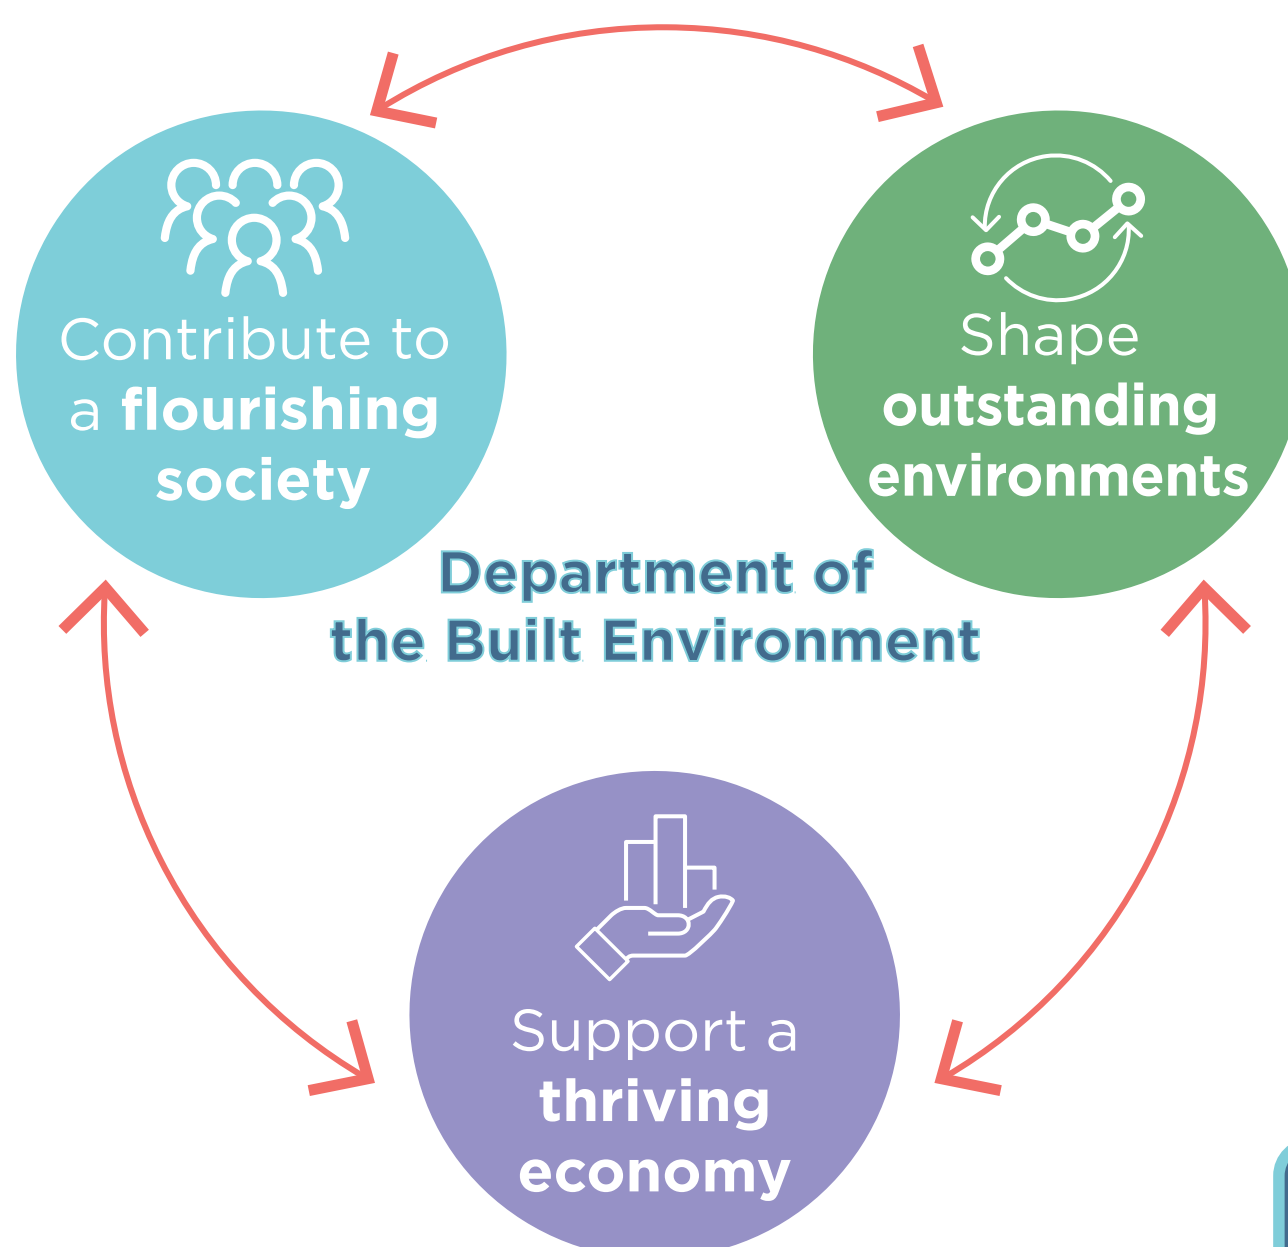 Contribute to
a flourishing
society
Shape
outstanding
environments
Department of
the Built Environment
Support a
thriving
economy